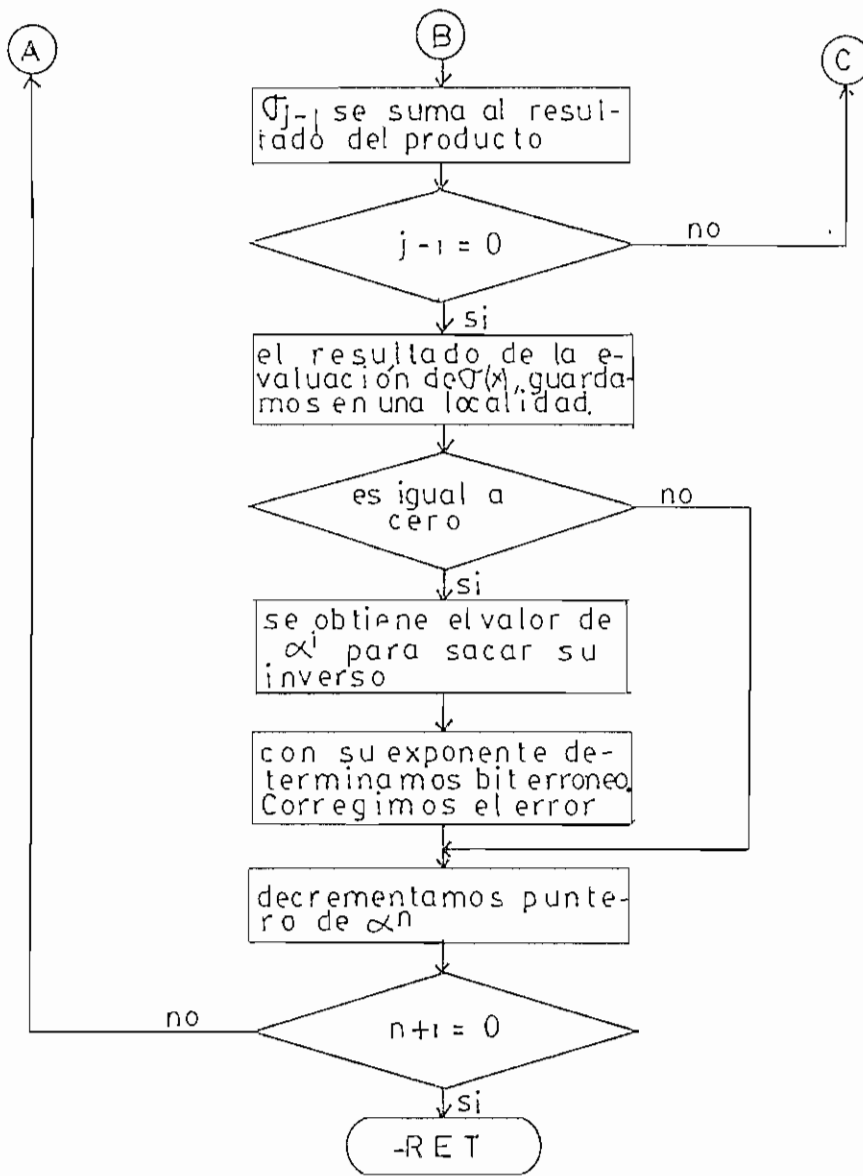 A
B
C
σj-1 se suma al resul-
tado del producto
j-1 = 0
no
si
el resultado de la e-
valuación de σ(x), guarda-
mos en una localidad.
es igual a
cero
no
si
se obtiene el valor de
αi para sacar su
inverso
con su exponente de-
terminamos bit erroneo.
Corregimos el error
decrementamos punte-
ro de αn
no
n+1 = 0
si
-RET